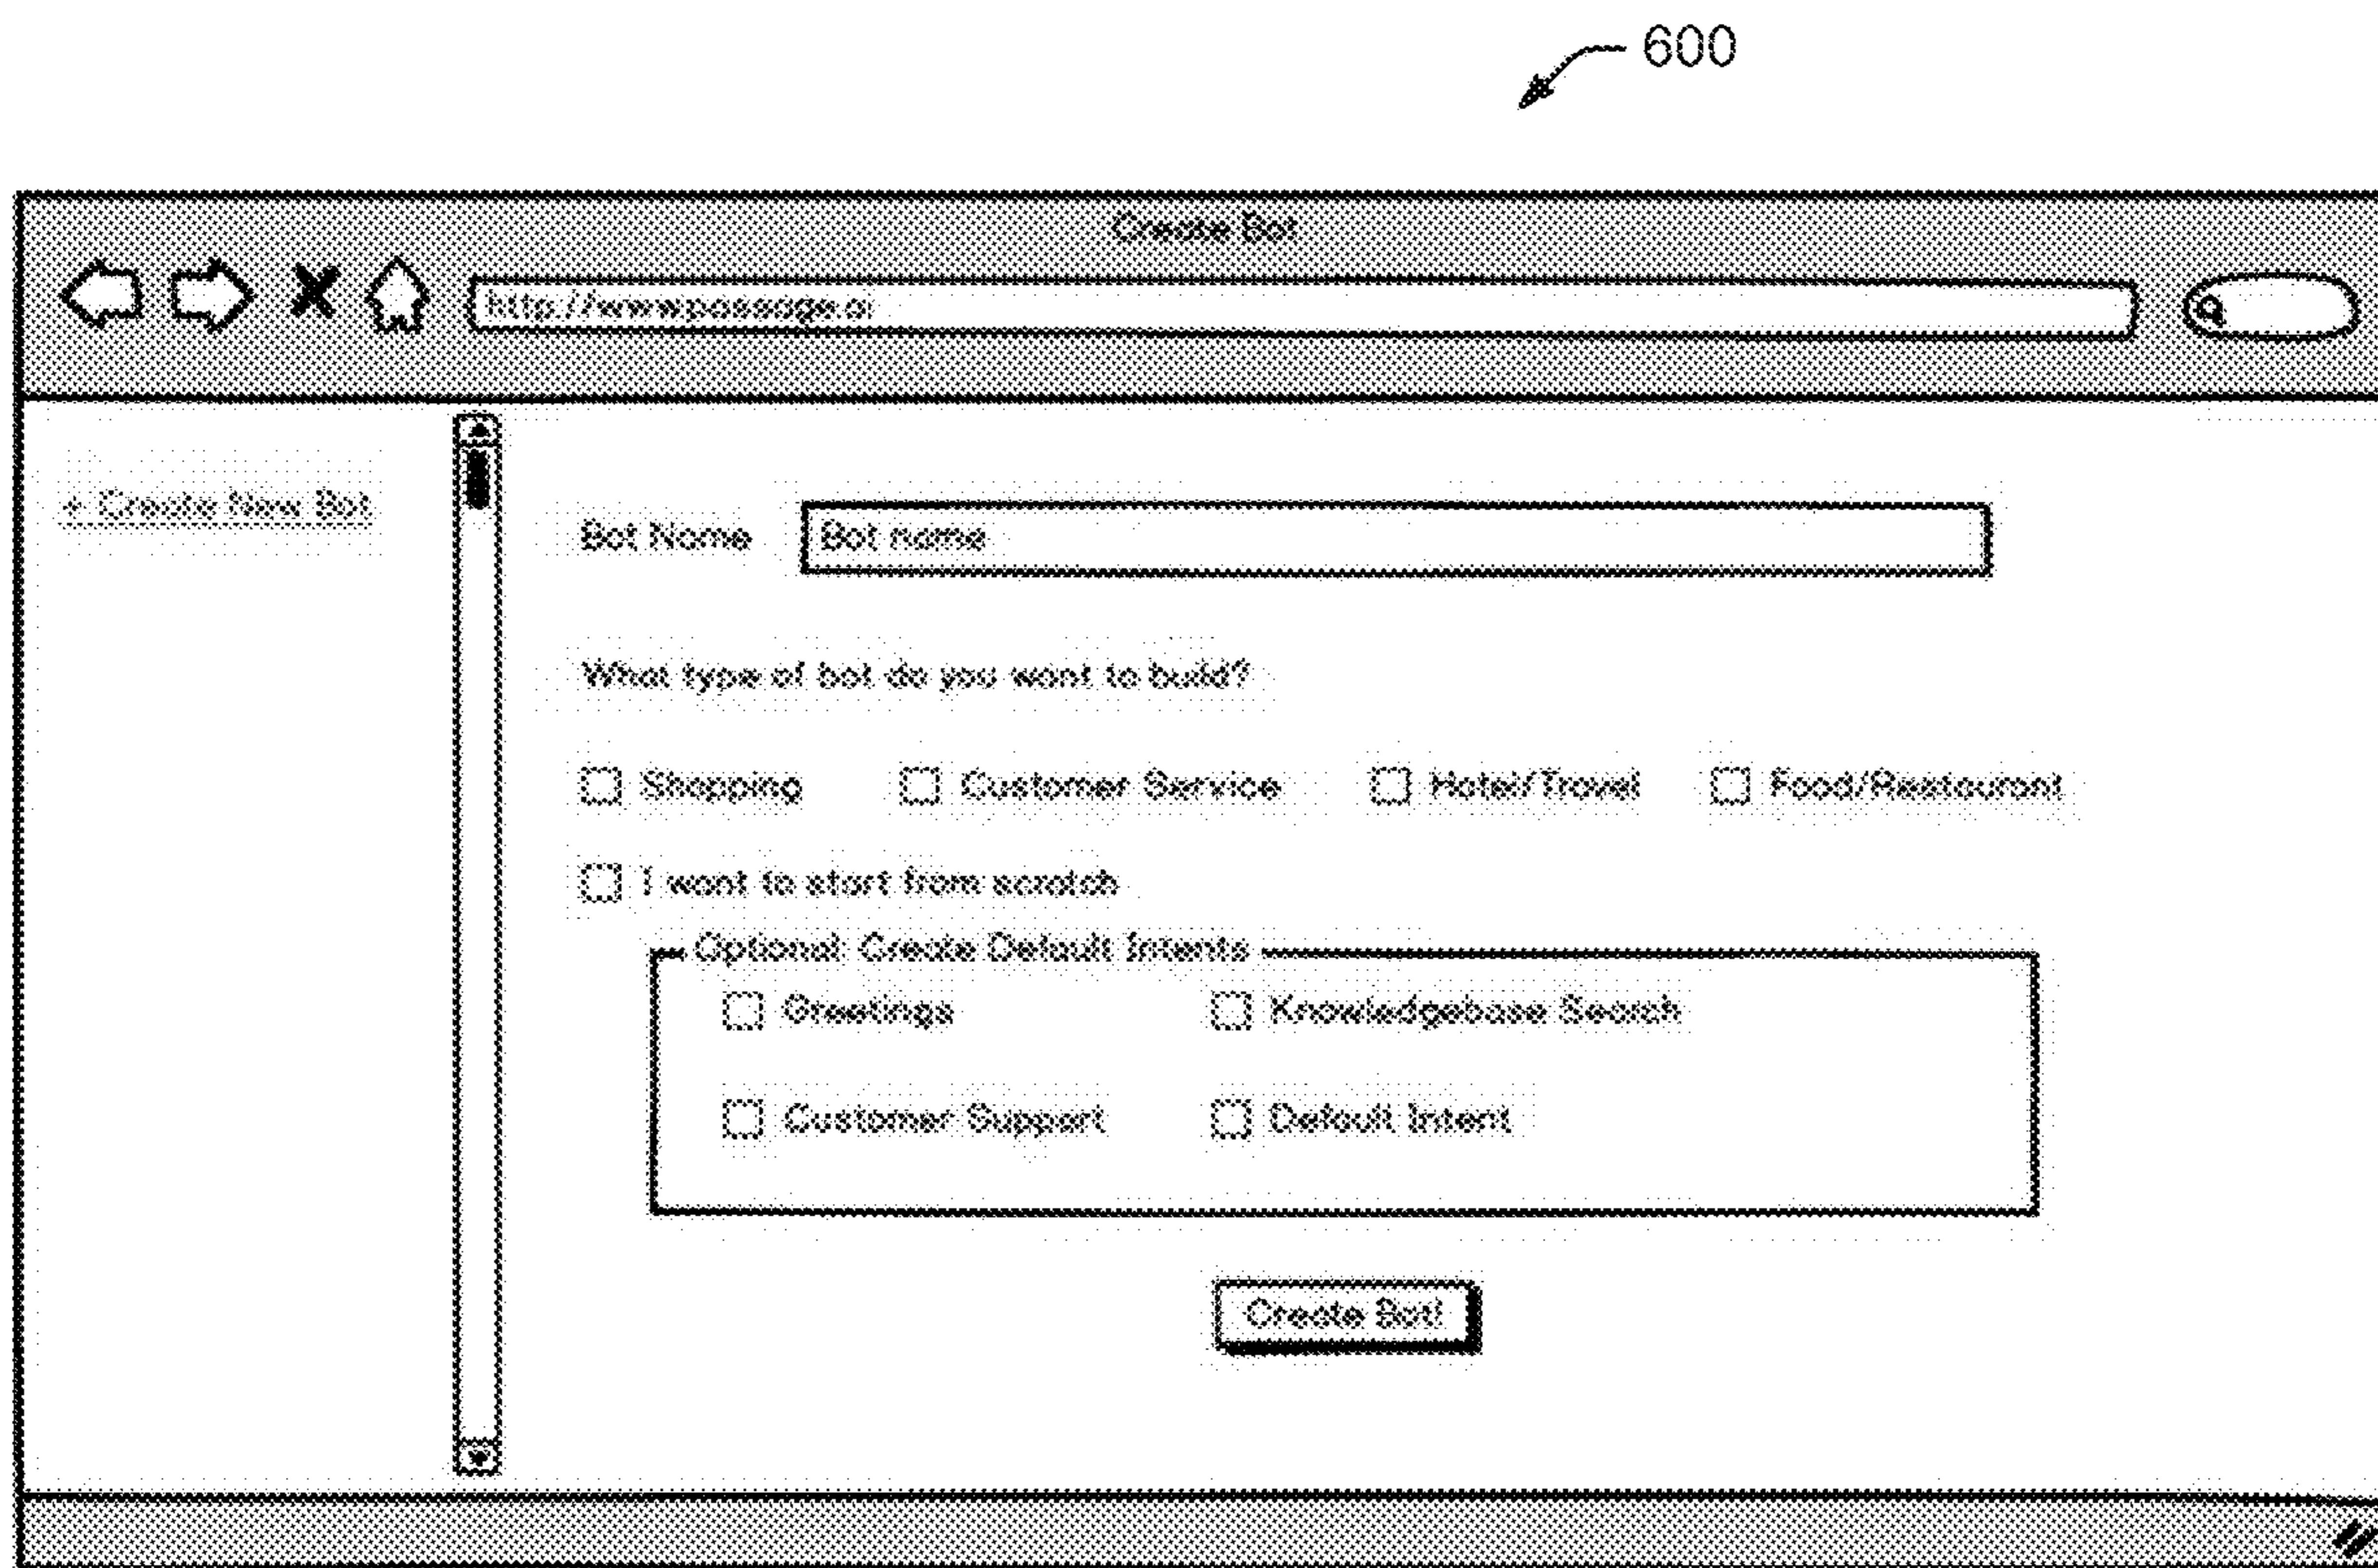 600
Create Bot
http://www.passage.ai
+ Create New Bot
Bot Name Bot name
What type of bot do you want to build?
Shopping Customer Service Hotel/Travel Food/Restaurant
I want to start from scratch
Optional: Create Default Intents
Greetings Knowledgebase Search
Customer Support Default Intent
Create Bot!